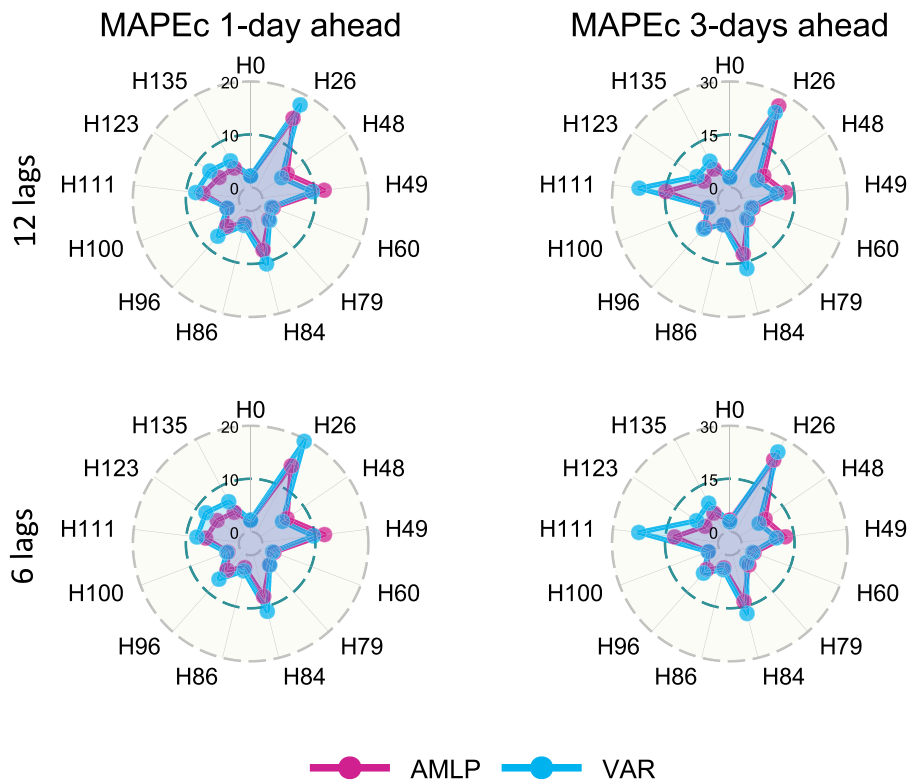 MAPEc 1-day ahead
MAPEc 3-days ahead
12 lags
H0
H26
H48
H49
H60
H79
H84
H86
H96
H100
H111
H123
H135
20
10
0
H0
H26
H48
H49
H60
H79
H84
H86
H96
H100
H111
H123
H135
30
15
0
6 lags
H0
H26
H48
H49
H60
H79
H84
H86
H96
H100
H111
H123
H135
20
10
0
H0
H26
H48
H49
H60
H79
H84
H86
H96
H100
H111
H123
H135
30
15
0
AMLP
VAR